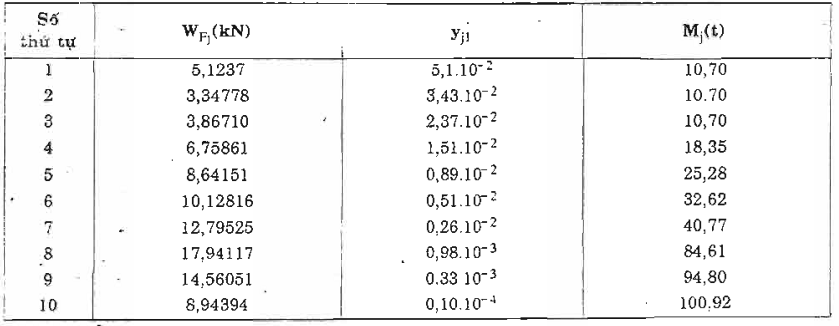 Số thứ tự W_Fj(kN) y_j1 M_j(t)
1 5,1237 5,1.10⁻² 10,70
2 3,34778 3,43.10⁻² 10.70
3 3,86710 2,37.10⁻² 10,70
4 6,75861 1,51.10⁻² 18,35
5 8,64151 0,89.10⁻² 25,28
6 10,12816 0,51.10⁻² 32,62
7 12,79525 0,26.10⁻² 40,77
8 17,94117 0,98.10⁻³ 84,61
9 14,56051 0.33 10⁻³ 94,80
10 8,94394 0,10.10⁻⁴ 100.92